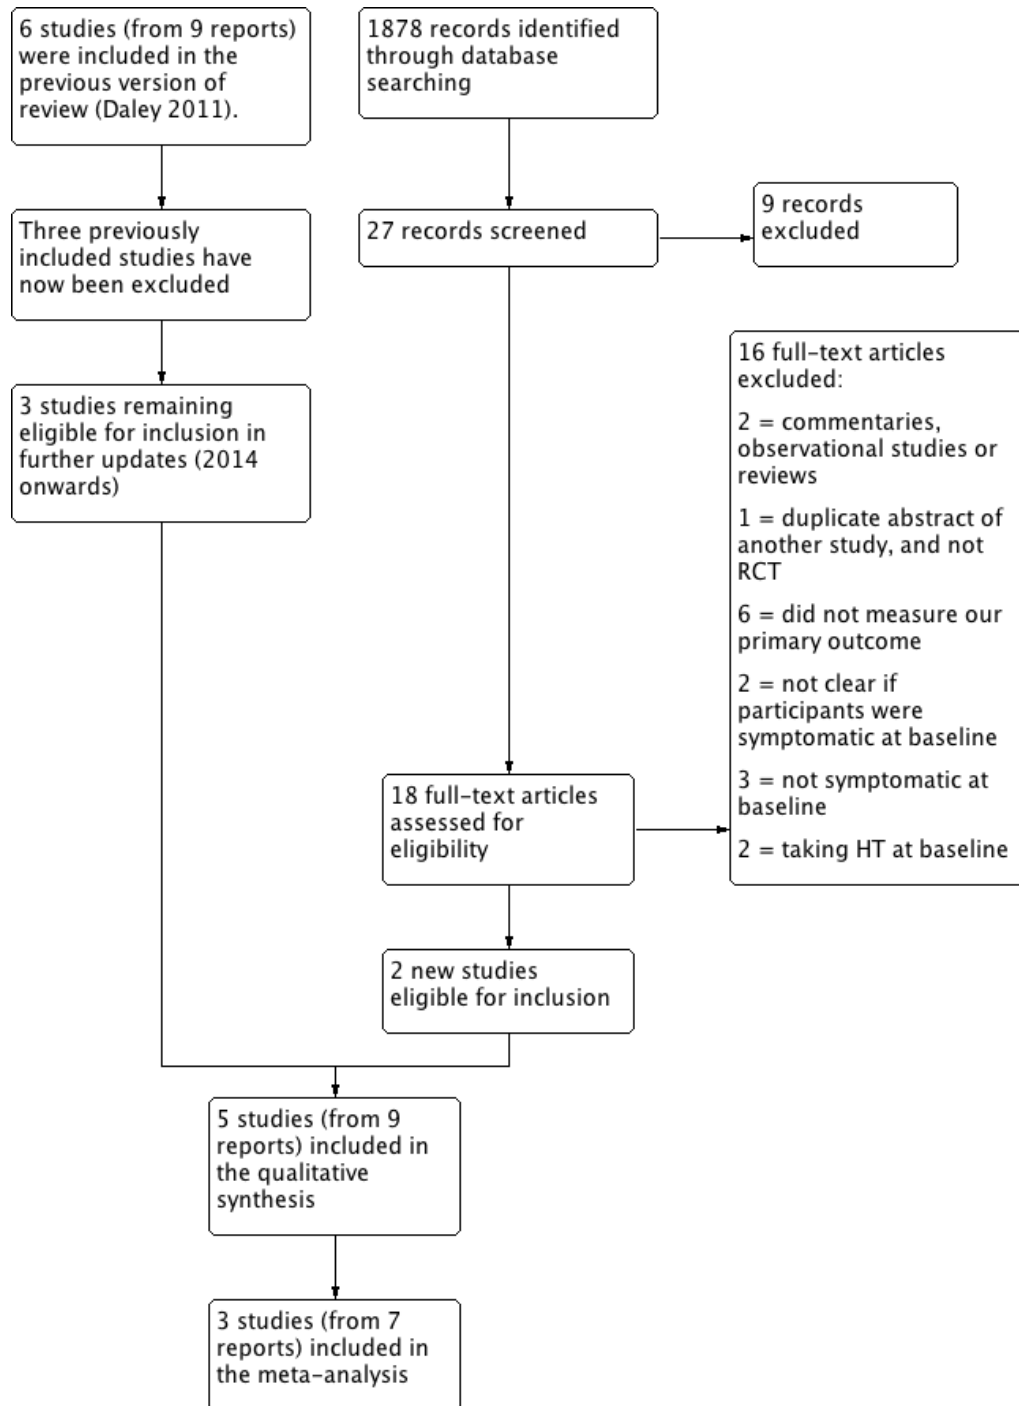 6 studies (from 9 reports)
were included in the
previous version of
review (Daley 2011).
Three previously
included studies have
now been excluded
3 studies remaining
eligible for inclusion in
further updates (2014
onwards)
1878 records identified
through database
searching
27 records screened
9 records
excluded
18 full-text articles
assessed for
eligibility
16 full-text articles
excluded:
2 = commentaries,
observational studies or
reviews
1 = duplicate abstract of
another study, and not
RCT
6 = did not measure our
primary outcome
2 = not clear if
participants were
symptomatic at baseline
3 = not symptomatic at
baseline
2 = taking HT at baseline
2 new studies
eligible for inclusion
5 studies (from 9
reports) included in
the qualitative
synthesis
3 studies (from 7
reports) included in
the meta-analysis